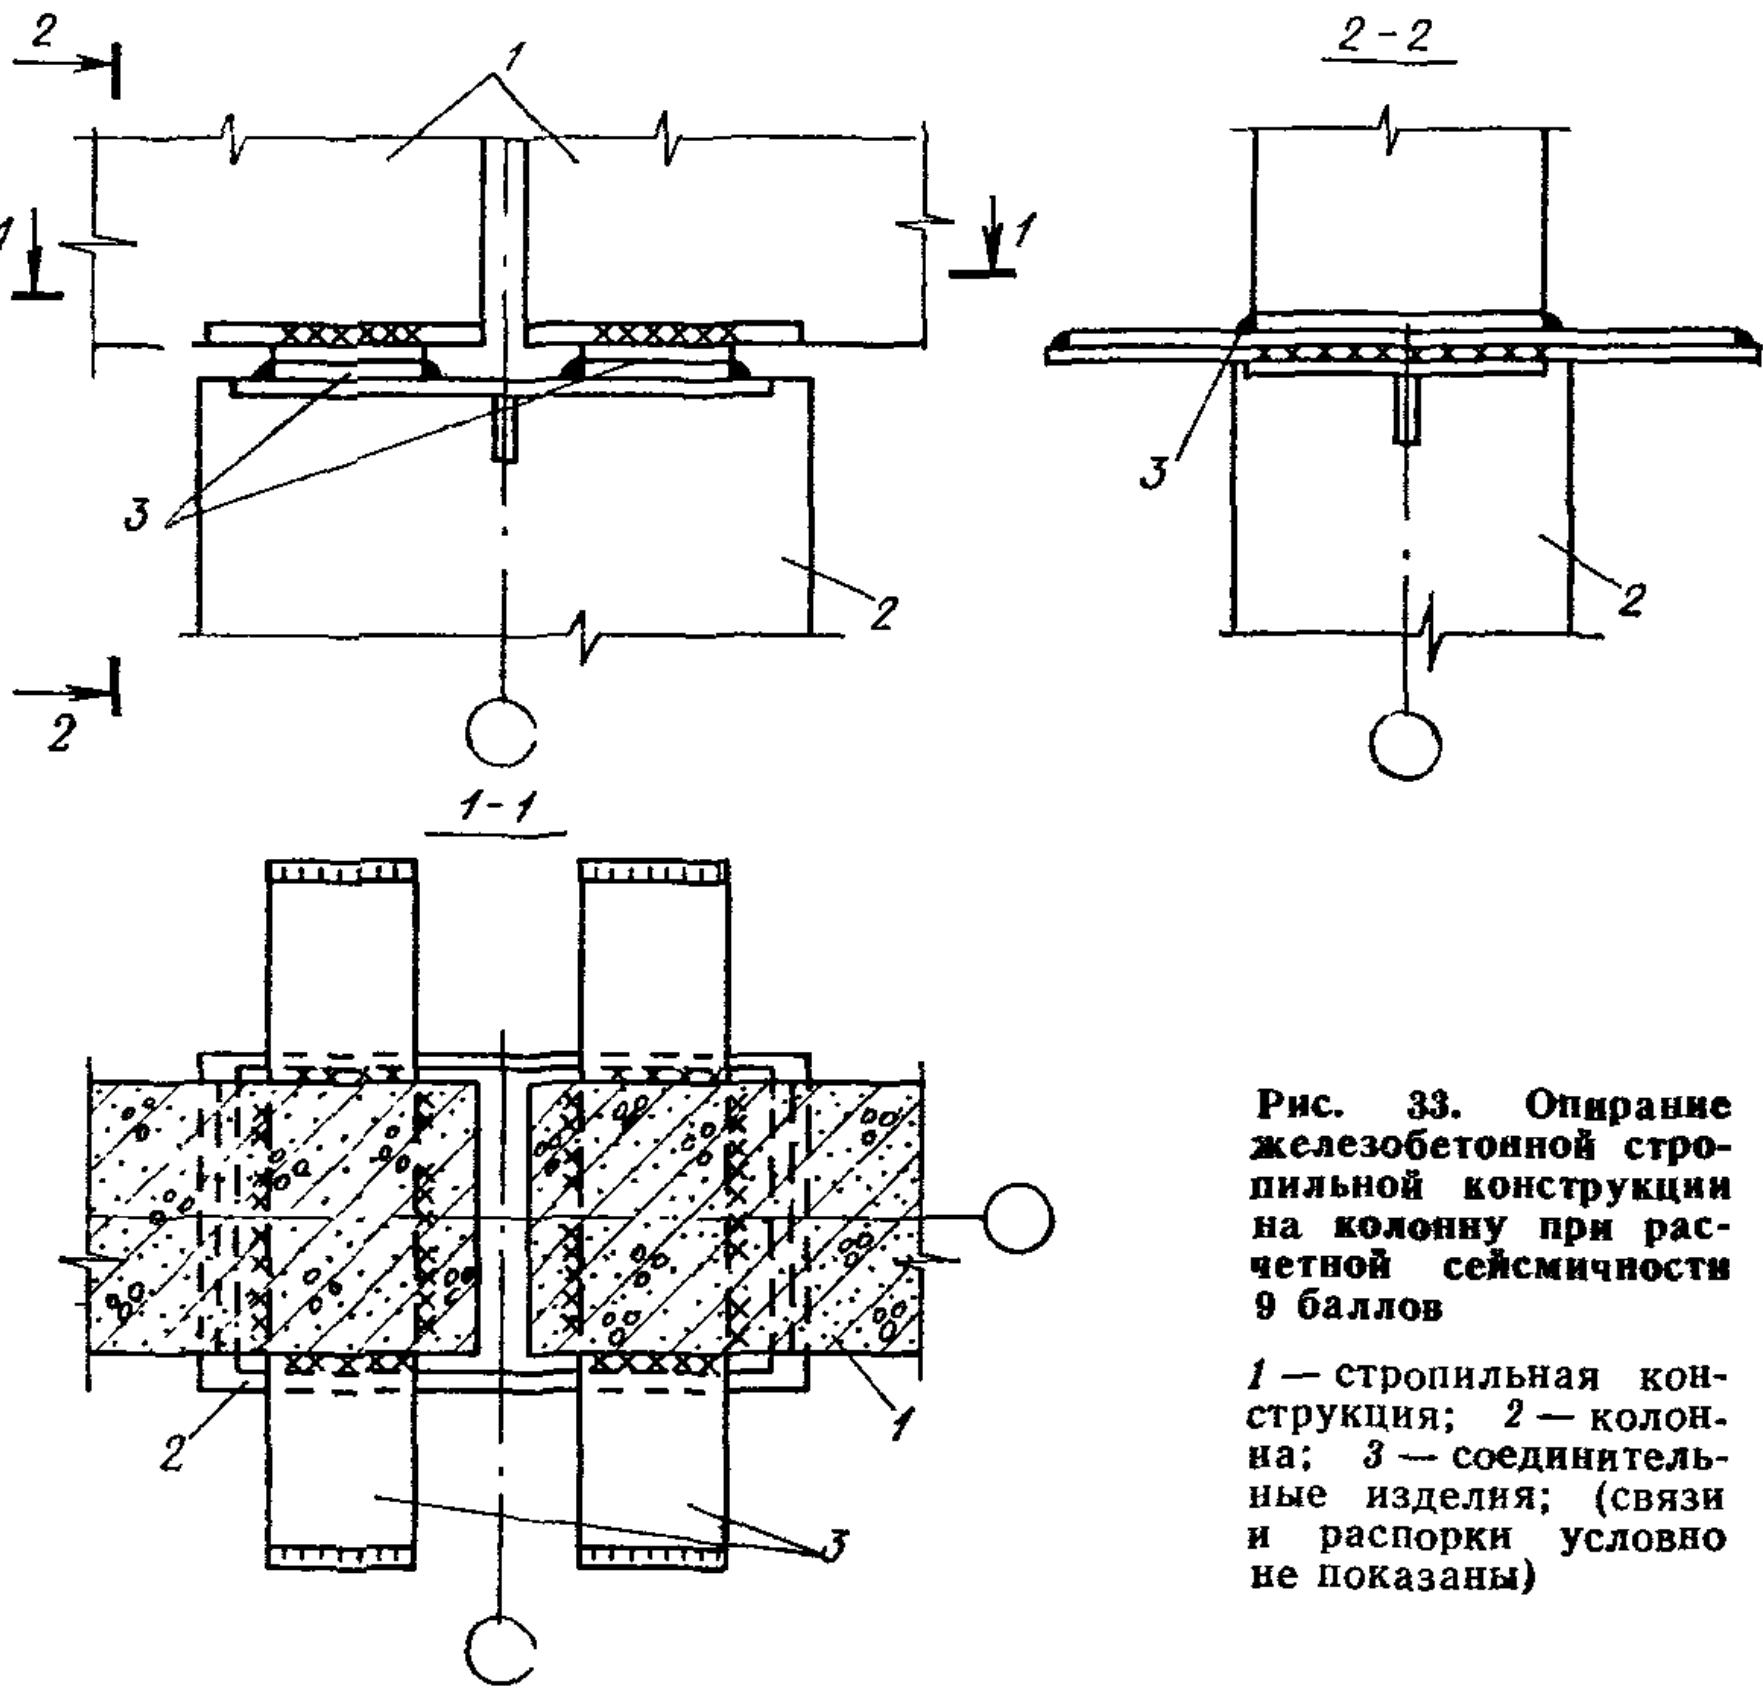 2
1
2-2
1
1
3
2
3
2
2
1-1
2
1
3
Рис. 33. Опирание
железобетонной стро-
пильной конструкции
на колонну при рас-
четной сейсмичности
9 баллов
1 — стропильная кон-
струкция; 2 — колон-
на; 3 — соединитель-
ные изделия; (связи
и распорки условно
не показаны)